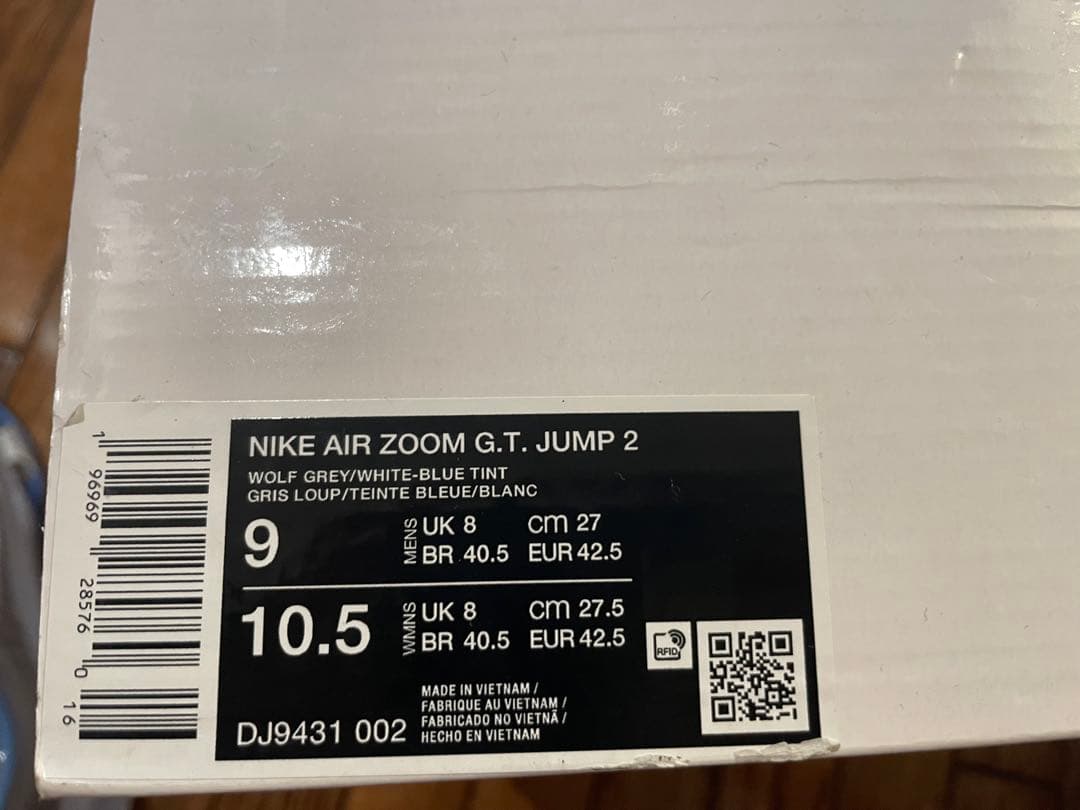 NIKE AIR ZOOM G.T. JUMP 2
WOLF GREY/WHITE-BLUE TINT
GRIS LOUP/TEINTE BLEUE/BLANC
9
MENS
UK 8 cm 27
BR 40.5 EUR 42.5
10.5
WMNS
UK 8 cm 27.5
BR 40.5 EUR 42.5
RFID
DJ9431 002
MADE IN VIETNAM /
FABRIQUE AU VIETNAM /
FABRICADO NO VIETNÃ /
HECHO EN VIETNAM
1 96969 28576 0 16